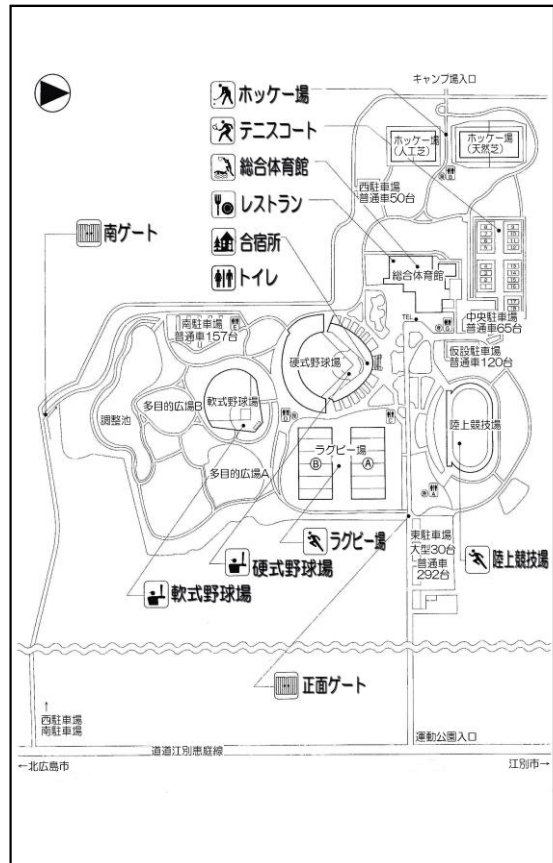 キャンプ場入口
ホッケー場
テニスコート
総合体育館
レストラン
合宿所
トイレ
南ゲート
ホッケー場
(人工芝)
ホッケー場
(天然芝)
西駐車場
普通車50台
総合体育館
TEL
中央駐車場
普通車65台
仮設駐車場
普通車120台
南駐車場
普通車157台
硬式野球場
軟式野球場
多目的広場B
調整池
多目的広場A
ラグビー場
Ⓑ
Ⓐ
陸上競技場
東駐車場
大型30台
普通車
292台
ラグビー場
硬式野球場
軟式野球場
陸上競技場
正面ゲート
↑
西駐車場
南駐車場
運動公園入口
道道江別恵庭線
←北広島市
江別市→